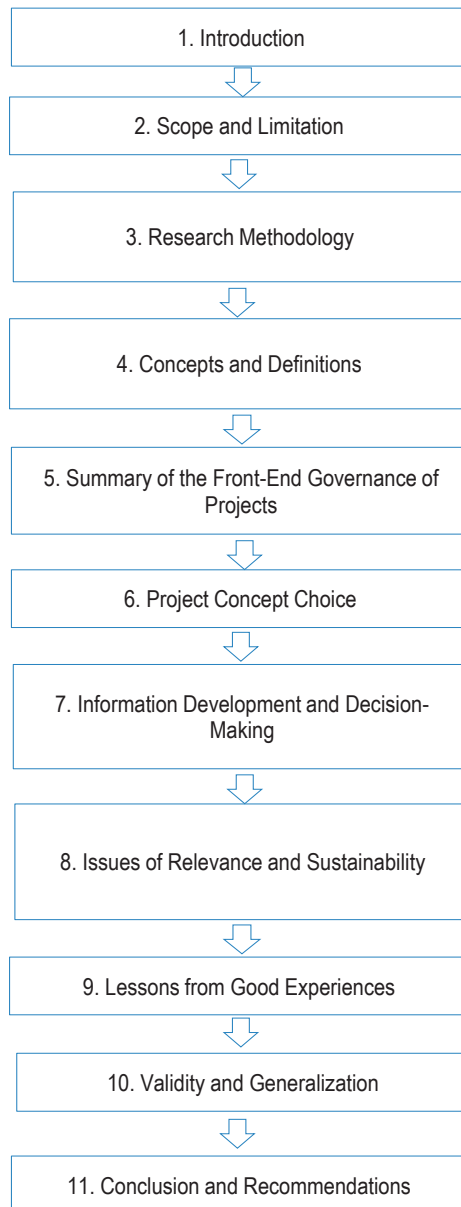 1. Introduction
2. Scope and Limitation
3. Research Methodology
4. Concepts and Definitions
5. Summary of the Front-End Governance of
Projects
6. Project Concept Choice
7. Information Development and Decision-
Making
8. Issues of Relevance and Sustainability
9. Lessons from Good Experiences
10. Validity and Generalization
11. Conclusion and Recommendations